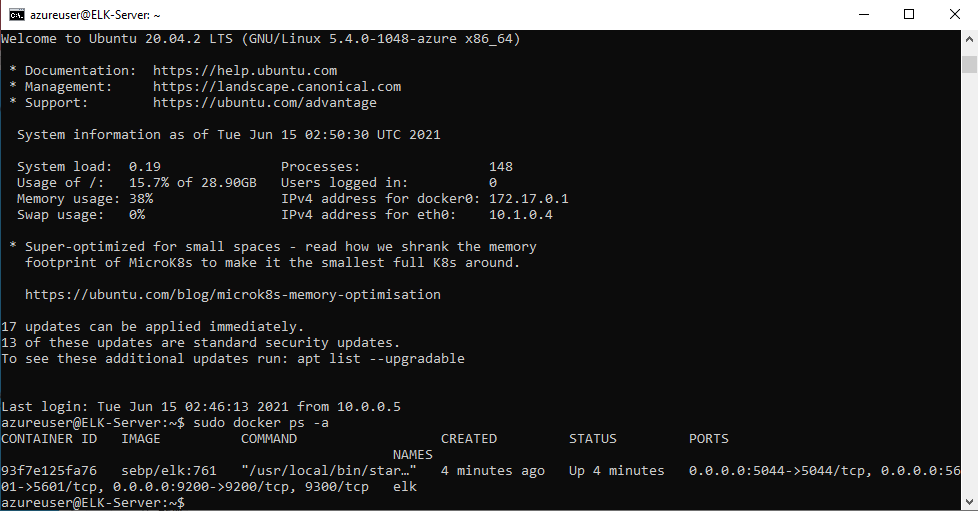 azureuser@ELK-Server: ~
Welcome to Ubuntu 20.04.2 LTS (GNU/Linux 5.4.0-1048-azure x86_64)
* Documentation:  https://help.ubuntu.com
* Management:     https://landscape.canonical.com
* Support:        https://ubuntu.com/advantage
System information as of Tue Jun 15 02:50:30 UTC 2021
System load:  0.19               Processes:                148
Usage of /:   15.7% of 28.90GB   Users logged in:          0
Memory usage: 38%                IPv4 address for docker0: 172.17.0.1
Swap usage:   0%                 IPv4 address for eth0:    10.1.0.4
* Super-optimized for small spaces - read how we shrank the memory
footprint of MicroK8s to make it the smallest full K8s around.
https://ubuntu.com/blog/microk8s-memory-optimisation
17 updates can be applied immediately.
13 of these updates are standard security updates.
To see these additional updates run: apt list --upgradable
Last login: Tue Jun 15 02:46:13 2021 from 10.0.0.5
azureuser@ELK-Server:~$ sudo docker ps -a
CONTAINER ID   IMAGE          COMMAND                  CREATED         STATUS         PORTS
NAMES
93f7e125fa76   sebp/elk:761   "/usr/local/bin/star…"   4 minutes ago   Up 4 minutes   0.0.0.0:5044->5044/tcp, 0.0.0.0:56
01->5601/tcp, 0.0.0.0:9200->9200/tcp, 9300/tcp   elk
azureuser@ELK-Server:~$